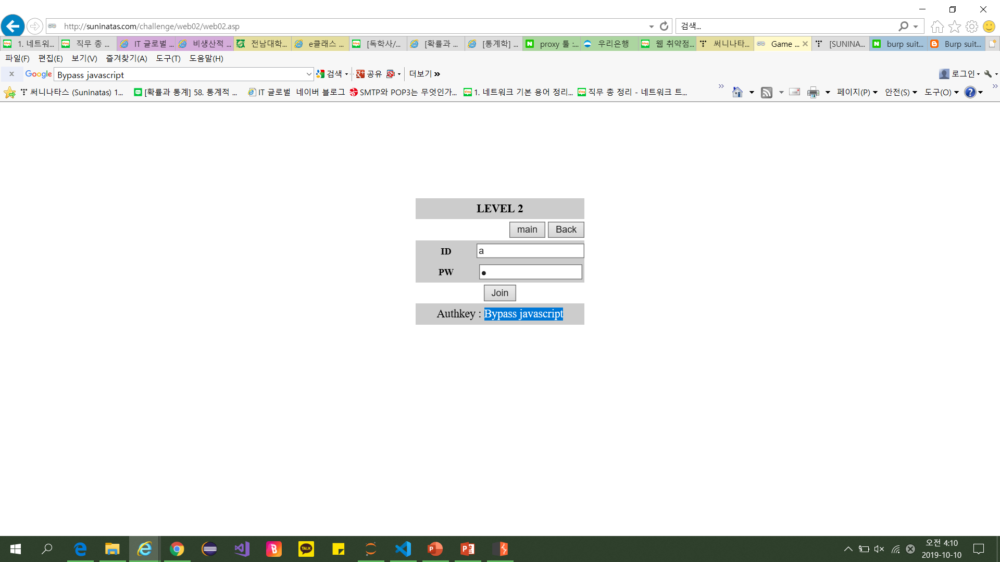 http://suninatas.com/challenge/web02/web02.asp
검색...
1. 네트워...
직무 총 ...
IT 글로벌 ...
비생산적 ...
전남대학...
e클래스 ...
[독학사/...
[확률과 ...
[통계학] ...
proxy 툴 :...
우리은행
웹 취약점...
써니나타...
Game ...
[SUNINA...
burp suit...
Burp suit...
파일(F) 편집(E) 보기(V) 즐겨찾기(A) 도구(T) 도움말(H)
x Google Bypass javascript 검색 공유 더보기 » 로그인
써니나타스 (Suninatas) 1...
[확률과 통계] 58. 통계적 ...
IT 글로벌 네이버 블로그
SMTP와 POP3는 무엇인가...
1. 네트워크 기본 용어 정리...
직무 총 정리 - 네트워크 트...
페이지(P) 안전(S) 도구(O)
LEVEL 2
main Back
ID a
PW
Join
Authkey : Bypass javascript
TALK
오전 4:10
2019-10-10